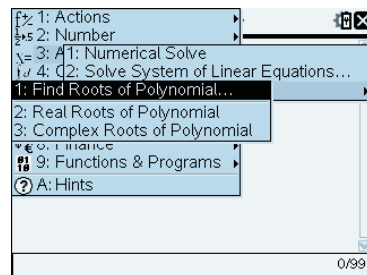 1: Actions
2: Number
3: A
1: Numerical Solve
4: C
2: Solve System of Linear Equations...
1: Find Roots of Polynomial...
2: Real Roots of Polynomial
3: Complex Roots of Polynomial
9: Functions & Programs
A: Hints
0/99